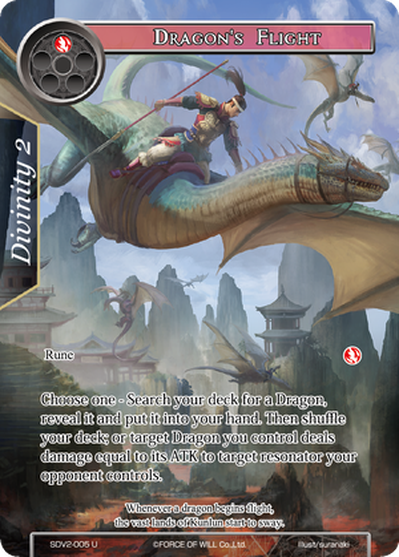 Dragon's Flight
Divinity 2
Rune
Choose one - Search your deck for a Dragon,
reveal it and put it into your hand. Then shuffle
your deck; or target Dragon you control deals
damage equal to its ATK to target resonator your
opponent controls.
Whenever a dragon begins flight,
the vast lands of Kunlun start to sway.
SDV2-005 U ©FORCE OF WILL Co.,Ltd. Illust/suranaki